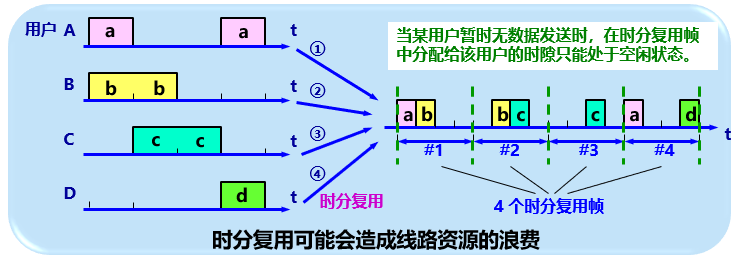 用户 A a a t
B b b t
C c c t
D d t
① ② ③ ④
时分复用
当某用户暂时无数据发送时，在时分复用帧
中分配给该用户的时隙只能处于空闲状态。
a b b c c a d t
#1 #2 #3 #4
4 个时分复用帧
时分复用可能会造成线路资源的浪费